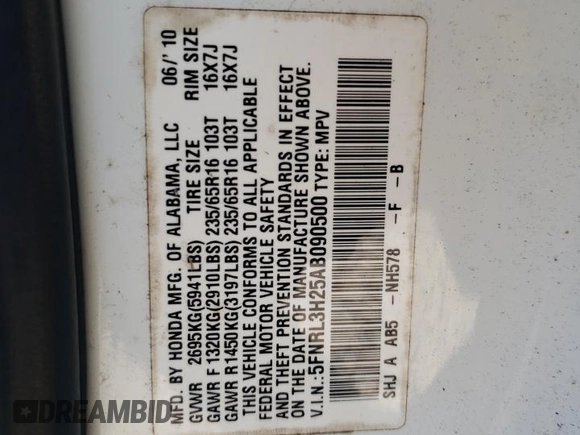 MFD. BY HONDA MFG. OF ALABAMA, LLC 06/'10
GVWR 2695KG(5941LBS) TIRE SIZE RIM SIZE
GAWR F 1320KG(2910LBS) 235/65R16 103T 16X7J
GAWR R1450KG(3197LBS) 235/65R16 103T 16X7J
THIS VEHICLE CONFORMS TO ALL APPLICABLE
FEDERAL MOTOR VEHICLE SAFETY
AND THEFT PREVENTION STANDARDS IN EFFECT
ON THE DATE OF MANUFACTURE SHOWN ABOVE.
V.I.N.:5FNRL3H25AB090500 TYPE: MPV
SHJ A AB5 -NH578 -F -B
DREAMBID